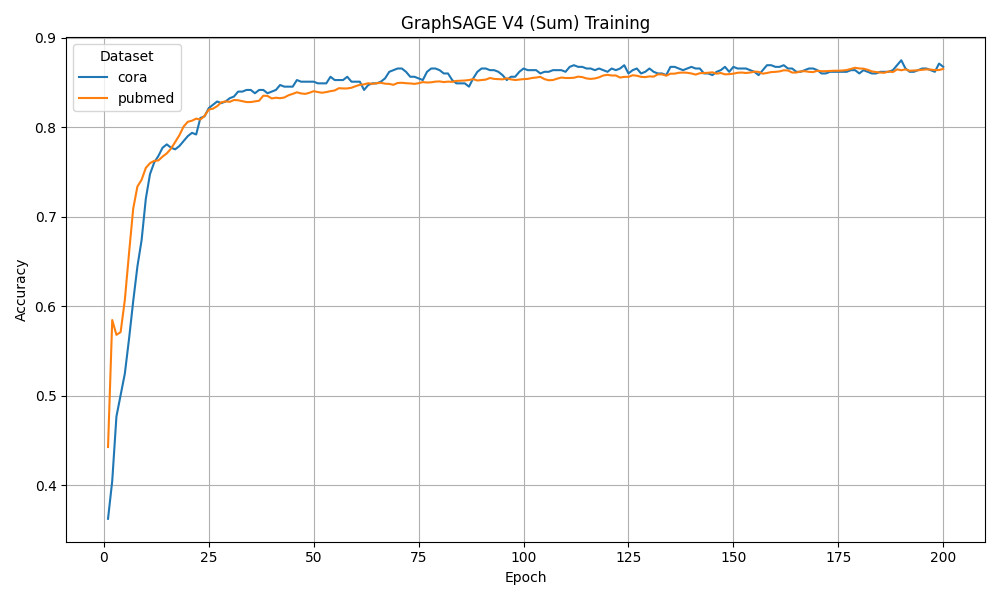 GraphSAGE V4 (Sum) Training
Dataset
cora
pubmed
Accuracy
0.9
0.8
0.7
0.6
0.5
0.4
0 25 50 75 100 125 150 175 200
Epoch